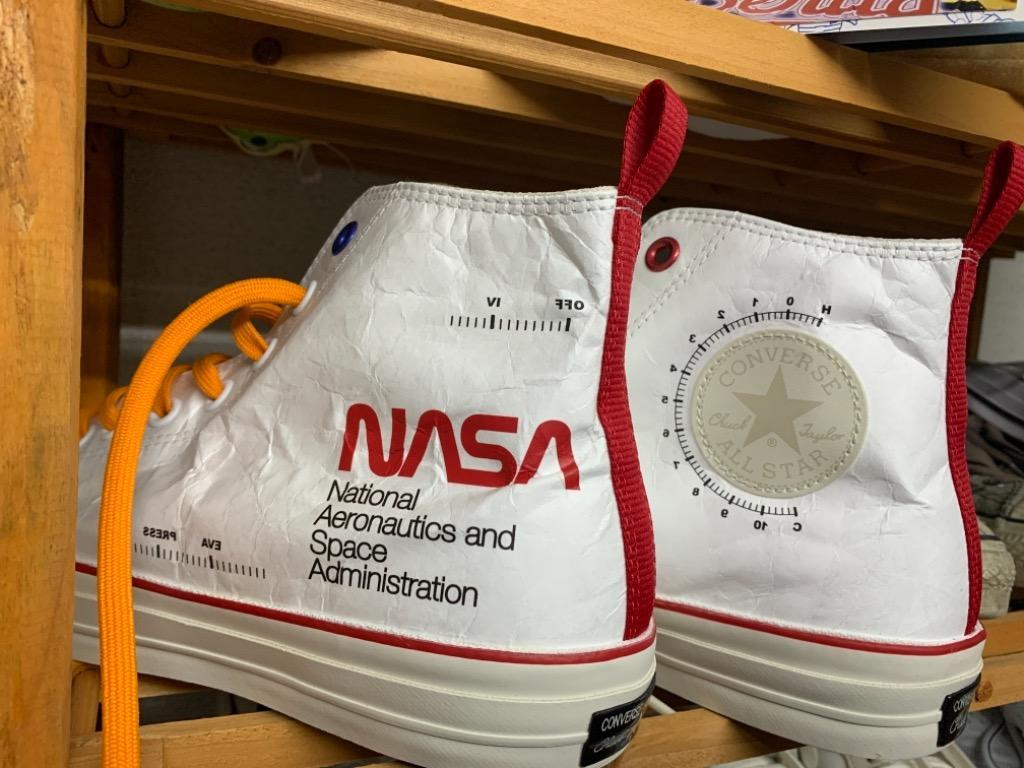 OFF IV
NASA
National
Aeronautics and
Space
Administration
PRESS EVA
H
0
1
2
3
4
5
6
7
8
9
10
C
CONVERSE
Chuck Taylor
ALL STAR
®
CONVERSE